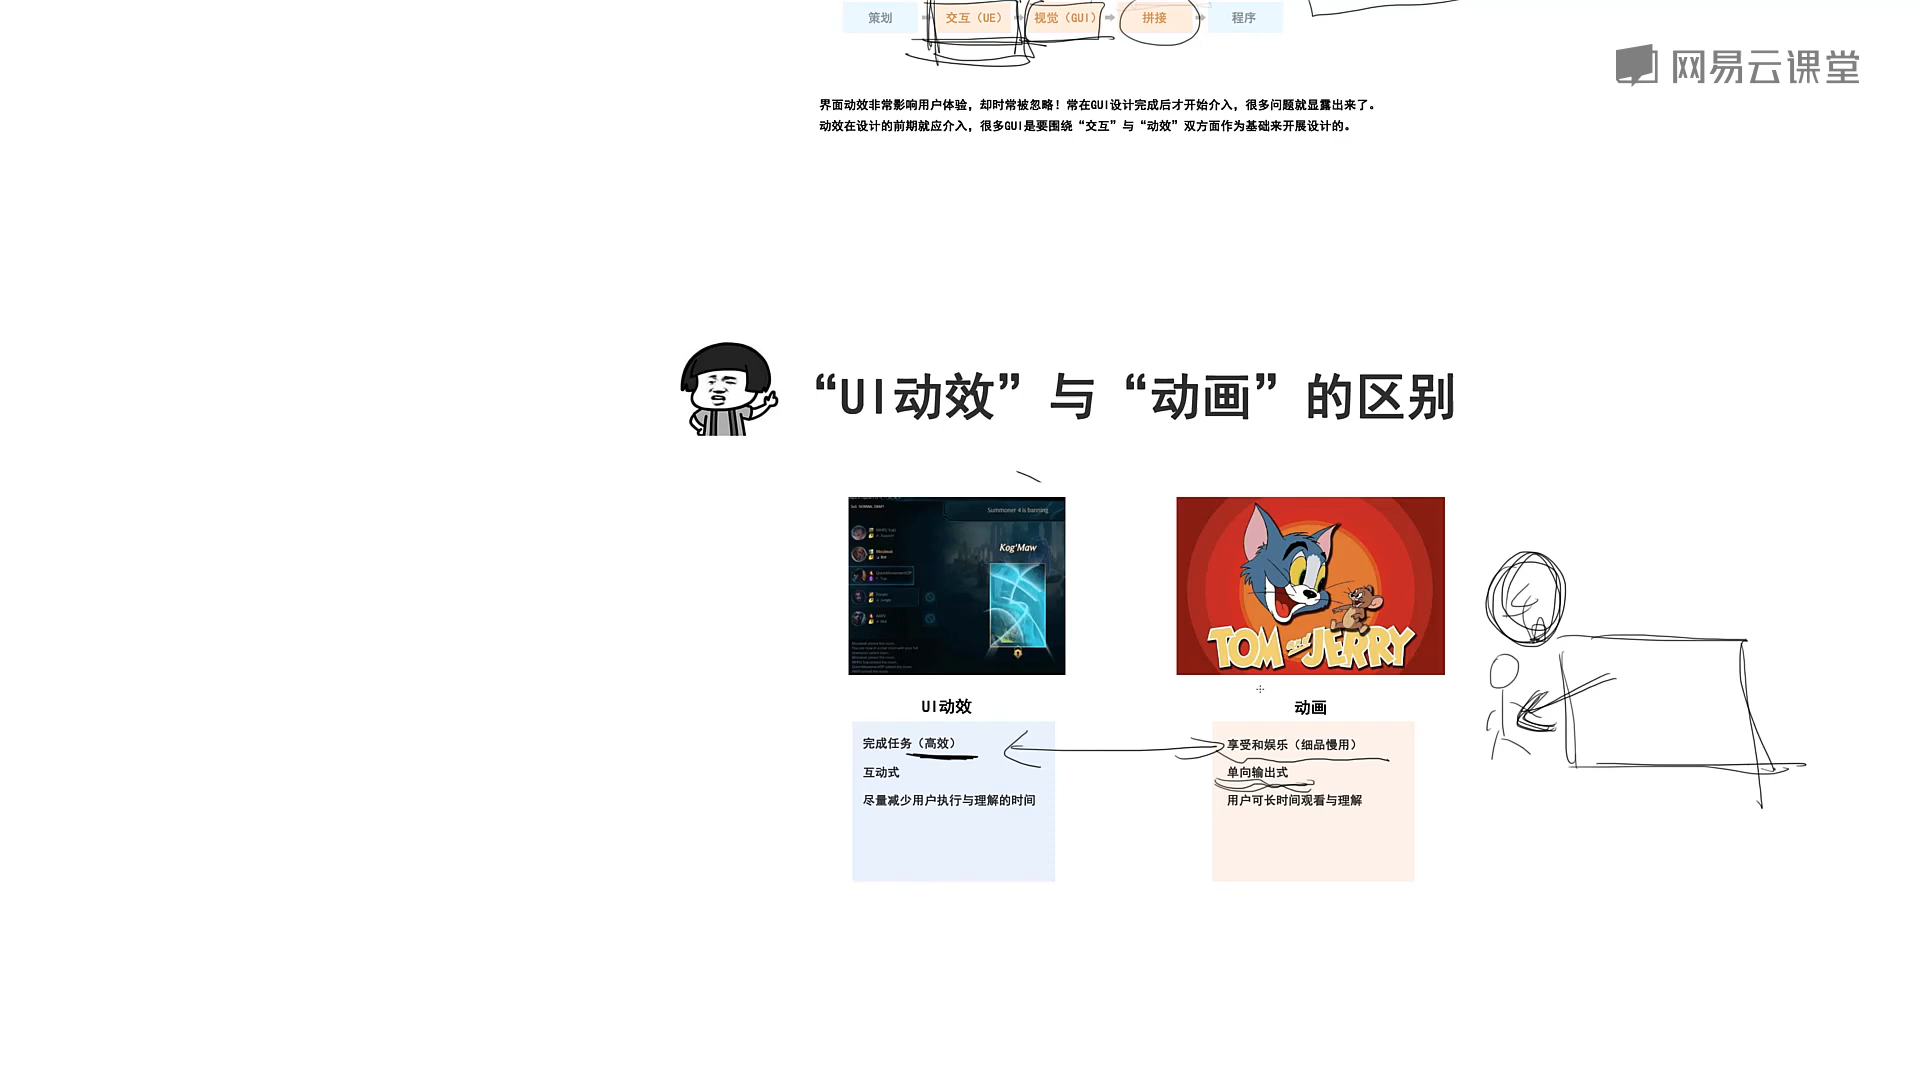 策划 交互（UE） 视觉（GUI） 拼接 程序
网易云课堂
界面动效非常影响用户体验，却时常被忽略！常在GUI设计完成后才开始介入，很多问题就显露出来了。
动效在设计的前期就应介入，很多GUI是要围绕“交互”与“动效”双方面作为基础来开展设计的。
“UI动效”与“动画”的区别
Summoner 4 is banning
Kog'Maw
TOM and JERRY
UI动效
动画
完成任务（高效）
互动式
尽量减少用户执行与理解的时间
享受和娱乐（细品慢用）
单向输出式
用户可长时间观看与理解